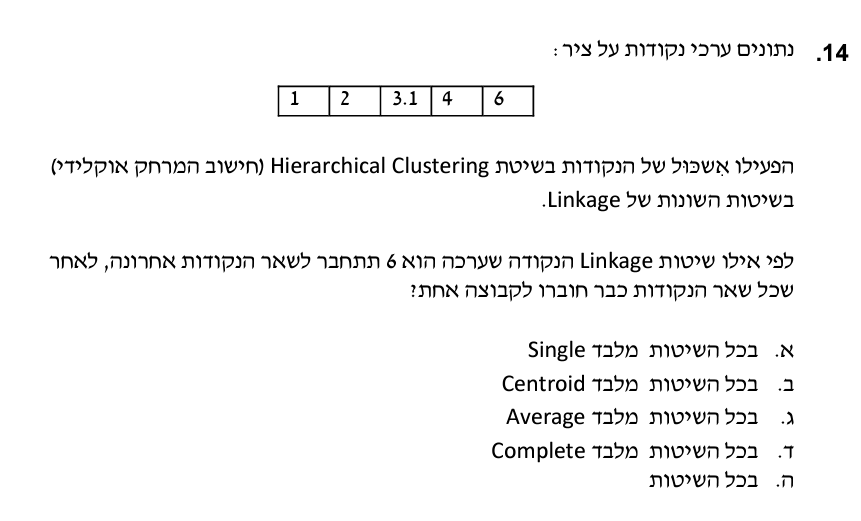 14. נתונים ערכי נקודות על ציר :
1 2 3.1 4 6
הפעילו אִשכּוּל של הנקודות בשיטת Hierarchical Clustering (חישוב המרחק אוקלידי)
בשיטות השונות של Linkage.
לפי אילו שיטות Linkage הנקודה שערכה הוא 6 תתחבר לשאר הנקודות אחרונה, לאחר
שכל שאר הנקודות כבר חוברו לקבוצה אחת?
א. בכל השיטות מלבד Single
ב. בכל השיטות מלבד Centroid
ג. בכל השיטות מלבד Average
ד. בכל השיטות מלבד Complete
ה. בכל השיטות